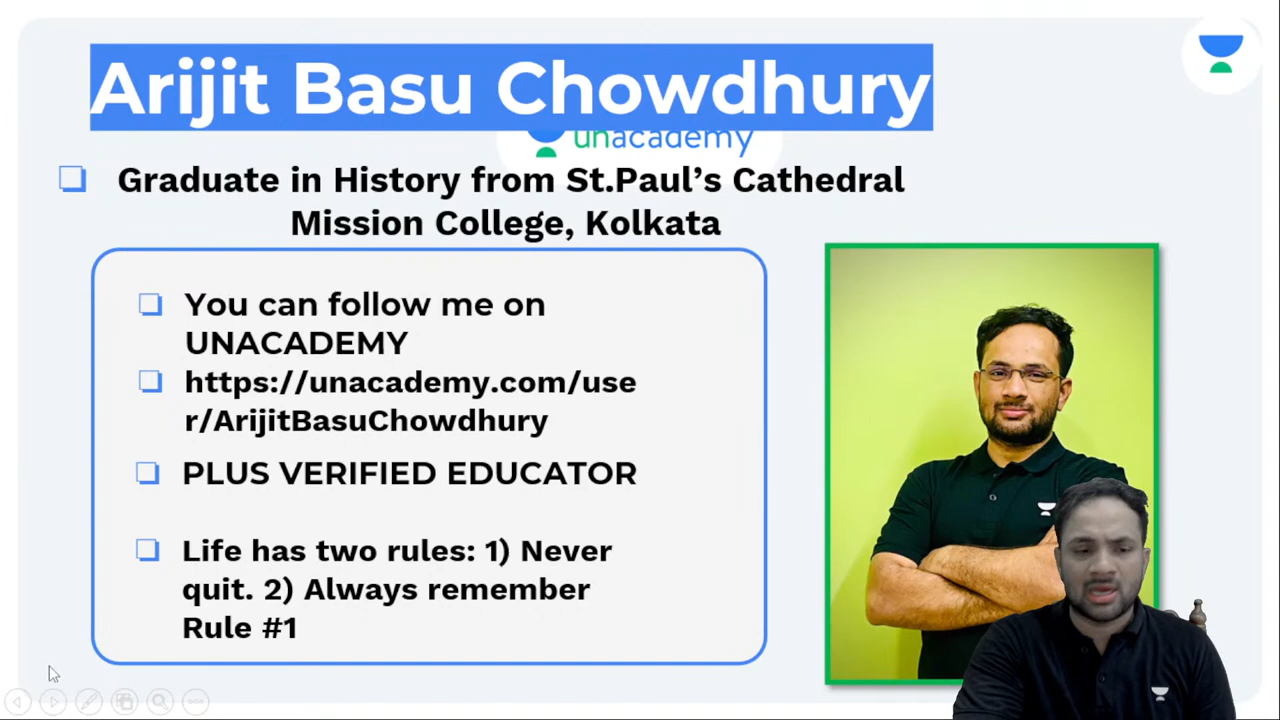 Arijit Basu Chowdhury
unacademy
Graduate in History from St.Paul’s Cathedral
Mission College, Kolkata
You can follow me on
UNACADEMY
https://unacademy.com/use
r/ArijitBasuChowdhury
PLUS VERIFIED EDUCATOR
Life has two rules: 1) Never
quit. 2) Always remember
Rule #1